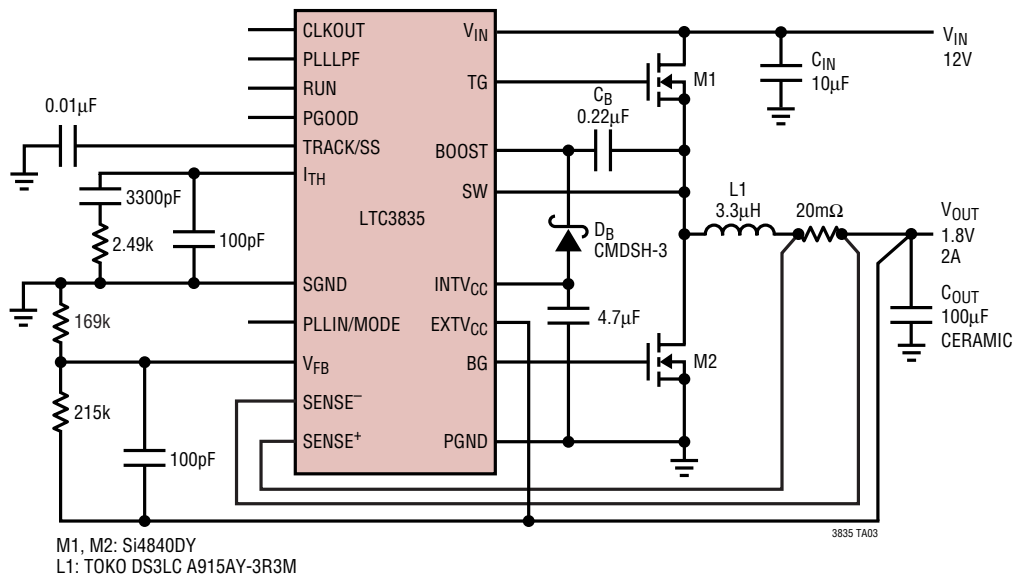 CLKOUT
PLLLPF
RUN
PGOOD
TRACK/SS
ITH
SGND
PLLIN/MODE
VFB
SENSE–
SENSE+
LTC3835
VIN
TG
BOOST
SW
INTVCC
EXTVCC
BG
PGND
0.01µF
3300pF
2.49k
100pF
169k
215k
100pF
CB
0.22µF
DB
CMDSH-3
4.7µF
M1
M2
CIN
10µF
VIN
12V
L1
3.3µH
20mΩ
VOUT
1.8V
2A
COUT
100µF
CERAMIC
3835 TA03
M1, M2: Si4840DY
L1: TOKO DS3LC A915AY-3R3M